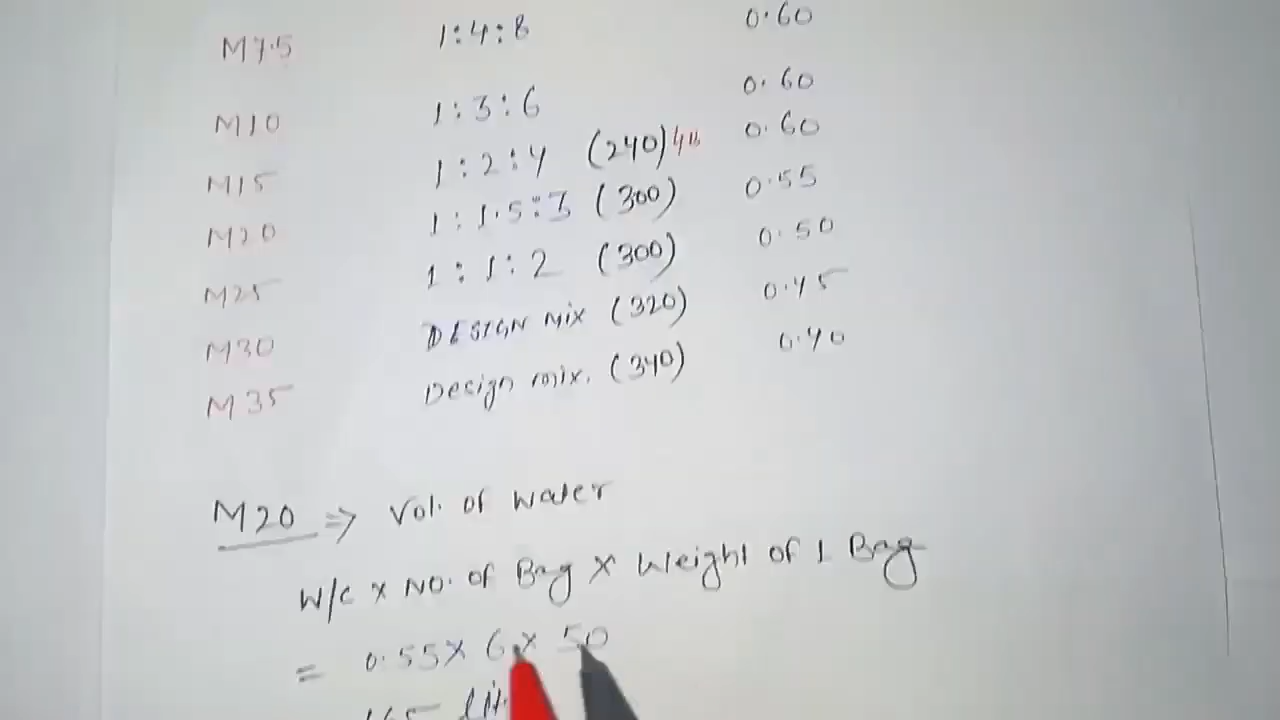 M7.5 1:4:8 0.60
M10 1:3:6 0.60
M15 1:2:4 (240) 0.60
M20 1:1.5:3 (300) 0.55
M25 1:1:2 (300) 0.50
M30 DESIGN MIX (320) 0.45
M35 Design mix. (340) 0.40
M20 => Vol. of water
W/C x No. of Bag x Weight of 1 Bag
= 0.55 x 6 x 50
165 lit